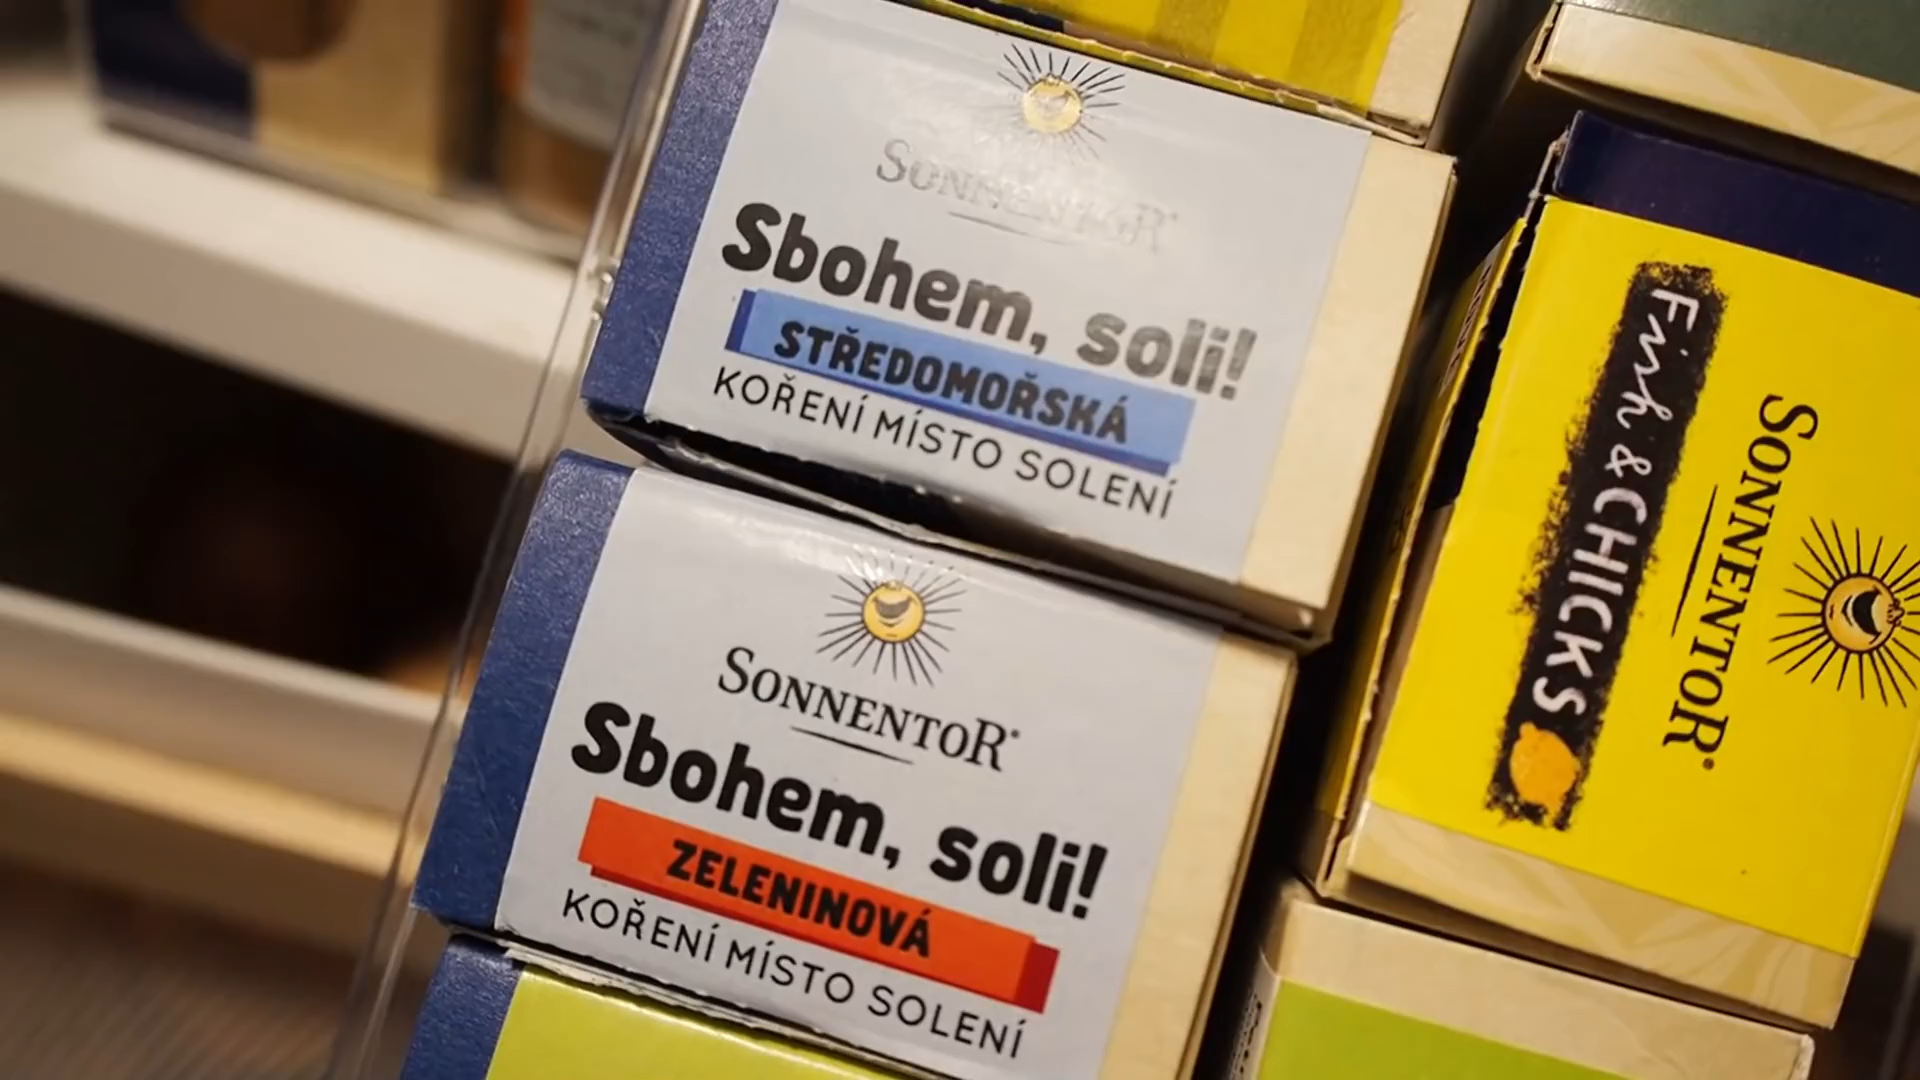 SONNENTOR
Sbohem, soli!
STŘEDOMOŘSKÁ
KOŘENÍ MÍSTO SOLENÍ
SONNENTOR®
Sbohem, soli!
ZELENINOVÁ
KOŘENÍ MÍSTO SOLENÍ
SONNENTOR®
Fish & CHICKS